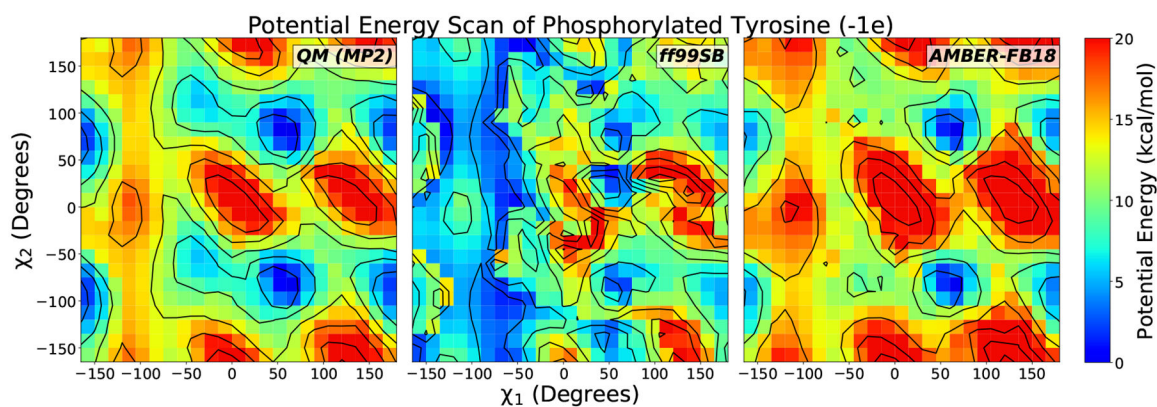 Potential Energy Scan of Phosphorylated Tyrosine (-1e)
QM (MP2)
ff99SB
AMBER-FB18
χ2 (Degrees)
150
100
50
0
−50
−100
−150
−150 −100 −50 0 50 100 150
−150 −100 −50 0 50 100 150
−150 −100 −50 0 50 100 150
χ1 (Degrees)
20
15
10
5
0
Potential Energy (kcal/mol)